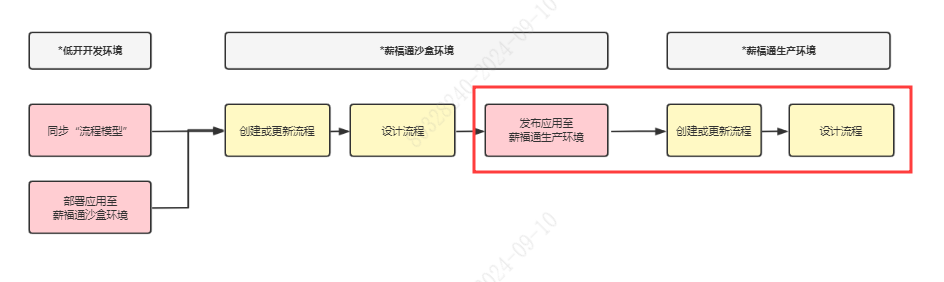 *低开开发环境
*薪福通沙盒环境
*薪福通生产环境
同步“流程模型”
创建或更新流程
设计流程
发布应用至
薪福通生产环境
创建或更新流程
设计流程
部署应用至
薪福通沙盒环境
2024-09-10
2024-09-10